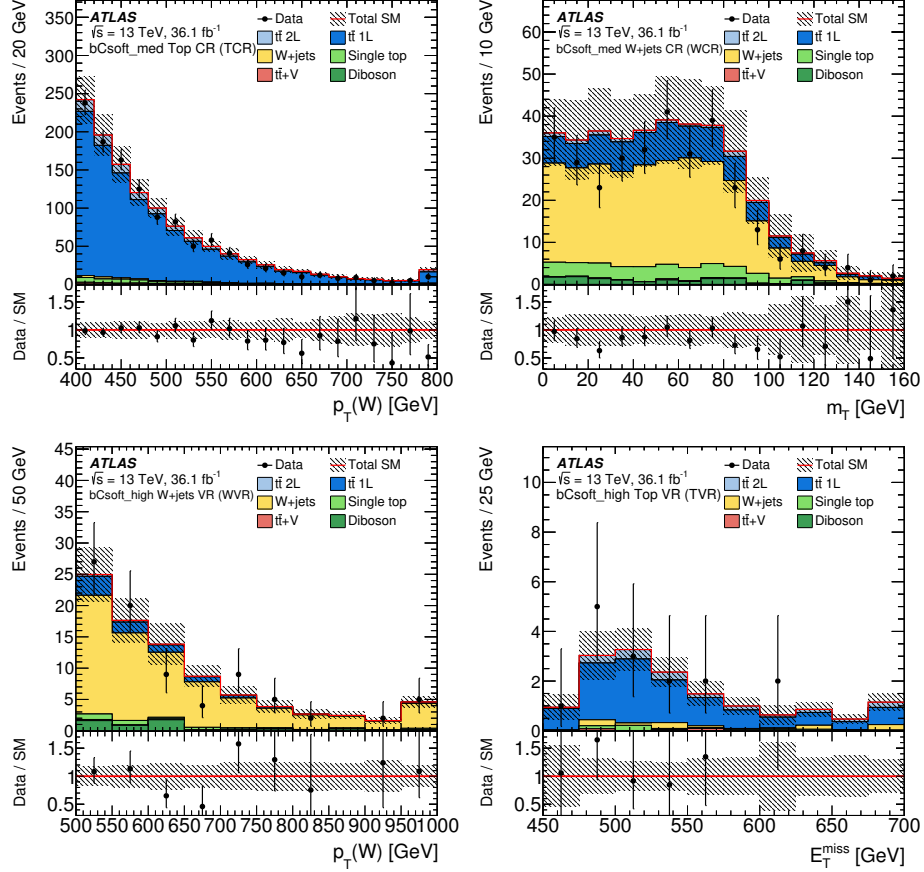 ATLAS
√s = 13 TeV, 36.1 fb⁻¹
bCsoft_med Top CR (TCR)
Data
Total SM
tt̄ 2L
tt̄ 1L
W+jets
Single top
tt̄+V
Diboson
Events / 20 GeV
350
300
250
200
150
100
50
0
Data / SM
1.5
1
0.5
400 450 500 550 600 650 700 750 800
p_T(W) [GeV]
ATLAS
√s = 13 TeV, 36.1 fb⁻¹
bCsoft_med W+jets CR (WCR)
Data
Total SM
tt̄ 2L
tt̄ 1L
W+jets
Single top
tt̄+V
Diboson
Events / 10 GeV
60
50
40
30
20
10
0
Data / SM
1.5
1
0.5
0 20 40 60 80 100 120 140 160
m_T [GeV]
ATLAS
√s = 13 TeV, 36.1 fb⁻¹
bCsoft_high W+jets VR (WVR)
Data
Total SM
tt̄ 2L
tt̄ 1L
W+jets
Single top
tt̄+V
Diboson
Events / 50 GeV
45
40
35
30
25
20
15
10
5
0
Data / SM
1.5
1
0.5
500 550 600 650 700 750 800 850 900 950 1000
p_T(W) [GeV]
ATLAS
√s = 13 TeV, 36.1 fb⁻¹
bCsoft_high Top VR (TVR)
Data
Total SM
tt̄ 2L
tt̄ 1L
W+jets
Single top
tt̄+V
Diboson
Events / 25 GeV
10
8
6
4
2
0
Data / SM
1.5
1
0.5
450 500 550 600 650 700
E_T^miss [GeV]